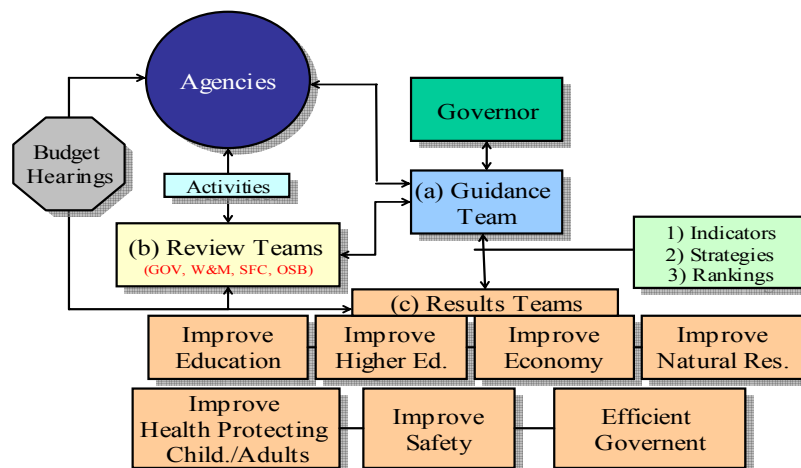 Agencies
Governor
Budget
Hearings
Activities
(a) Guidance
Team
(b) Review Teams
(GOV, W&M, SFC, OSB)
1) Indicators
2) Strategies
3) Rankings
(c) Results Teams
Improve
Education
Improve
Higher Ed.
Improve
Economy
Improve
Natural Res.
Improve
Health Protecting
Child./Adults
Improve
Safety
Efficient
Governent